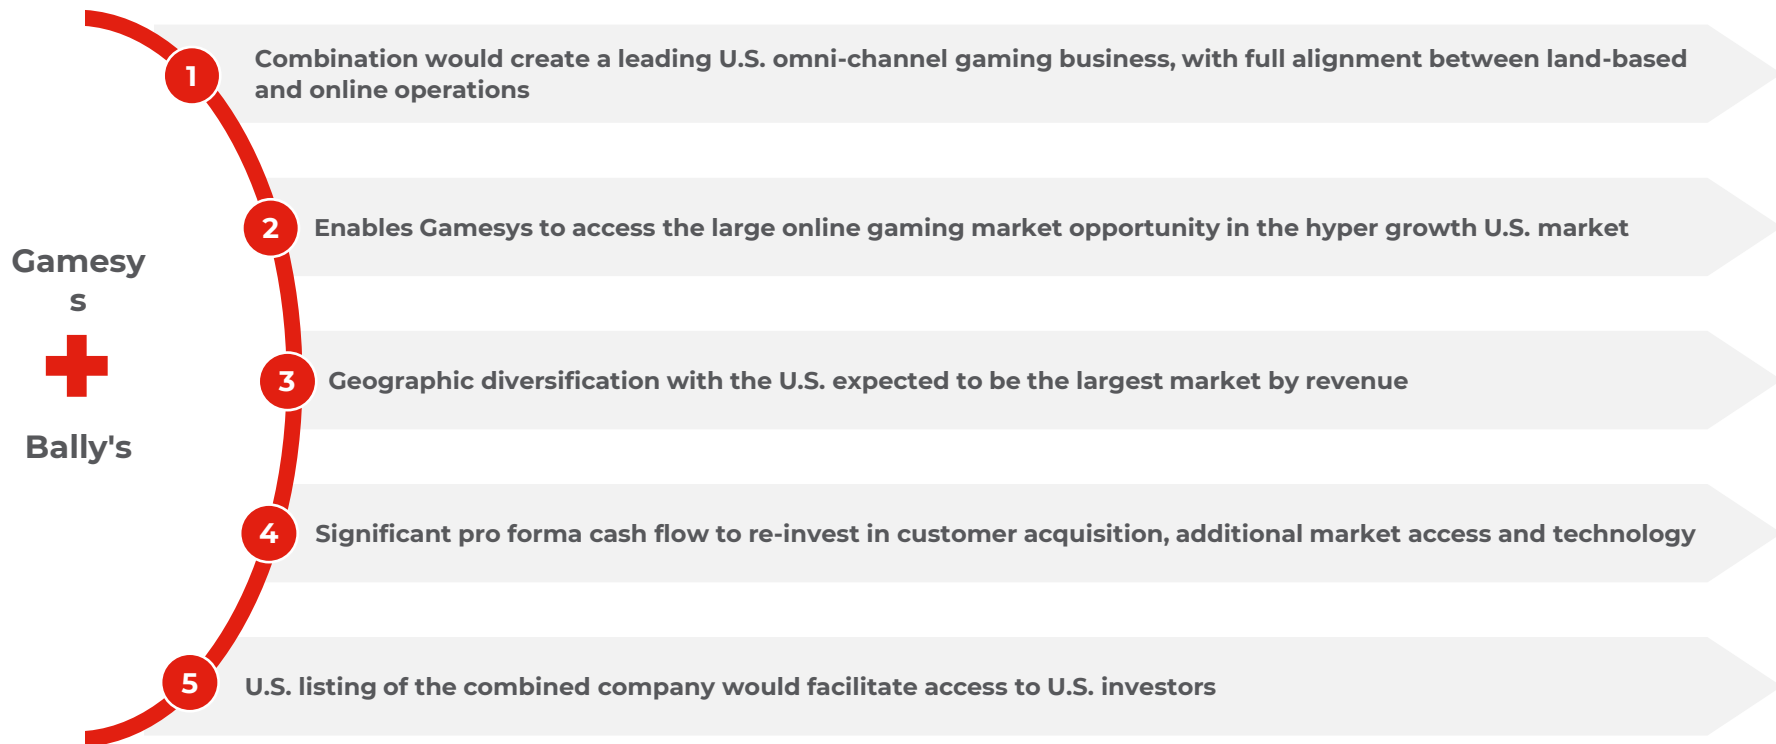 Gamesy
s
Bally's
1
Combination would create a leading U.S. omni-channel gaming business, with full alignment between land-based
and online operations
2
Enables Gamesys to access the large online gaming market opportunity in the hyper growth U.S. market
3
Geographic diversification with the U.S. expected to be the largest market by revenue
4
Significant pro forma cash flow to re-invest in customer acquisition, additional market access and technology
5
U.S. listing of the combined company would facilitate access to U.S. investors